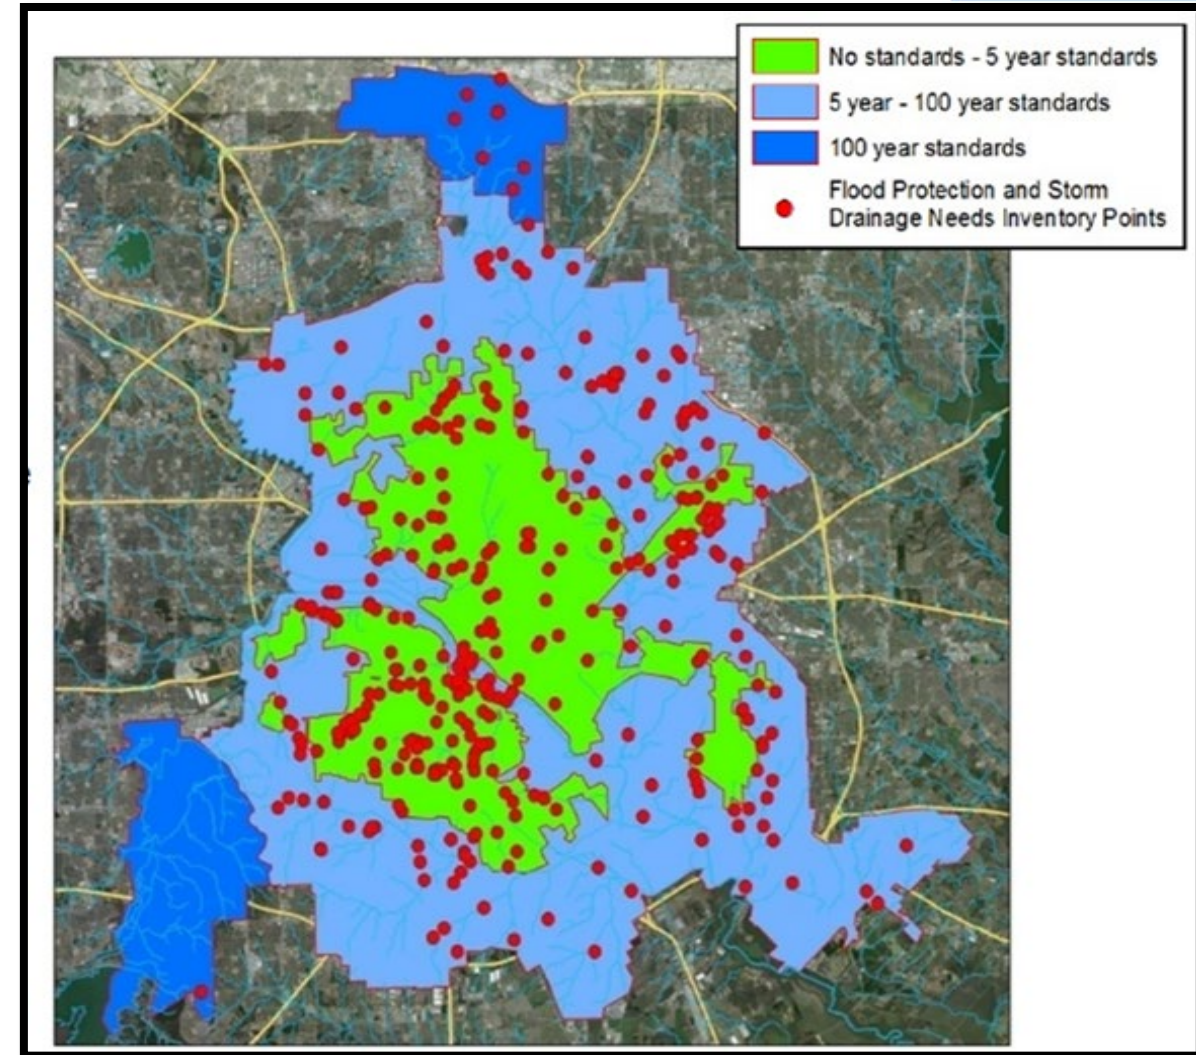 No standards - 5 year standards
5 year - 100 year standards
100 year standards
Flood Protection and Storm
Drainage Needs Inventory Points